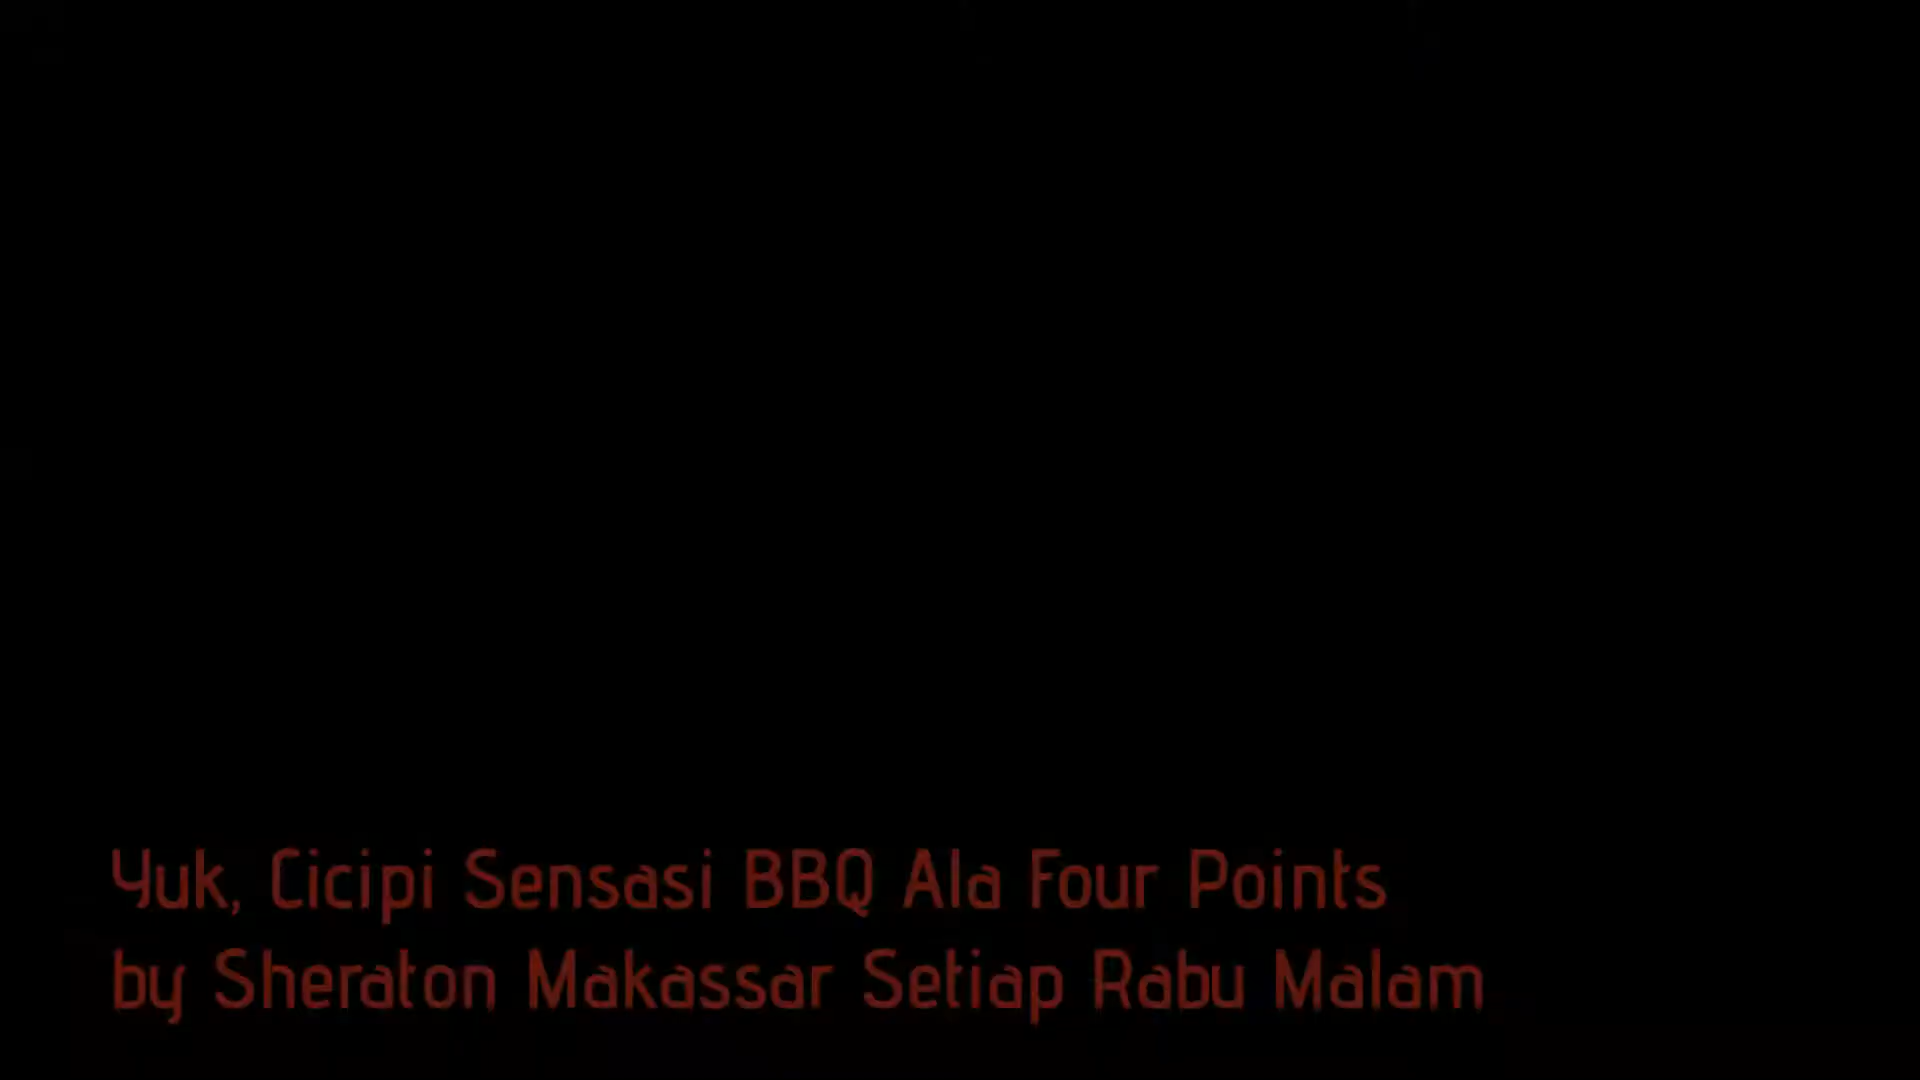 Yuk, Cicipi Sensasi BBQ Ala Four Points
by Sheraton Makassar Setiap Rabu Malam